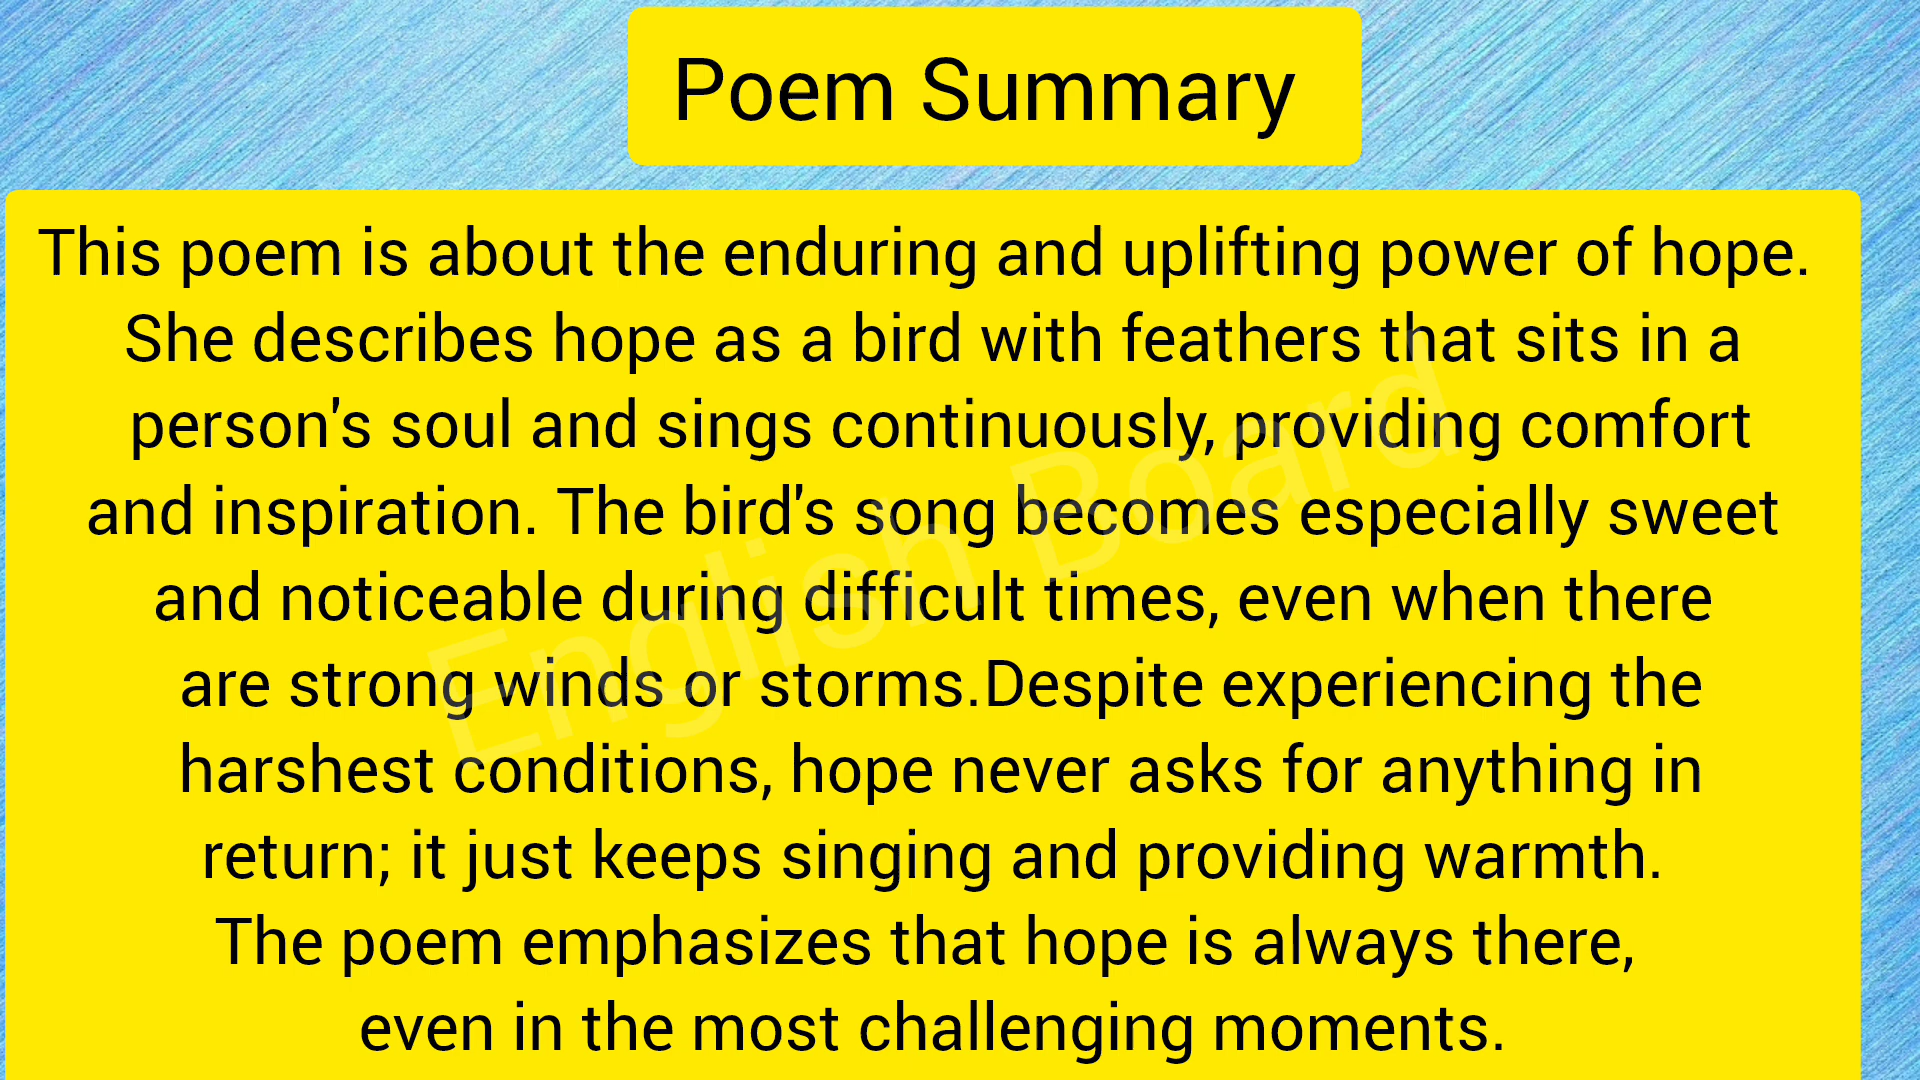 Poem Summary
This poem is about the enduring and uplifting power of hope.
She describes hope as a bird with feathers that sits in a
person's soul and sings continuously, providing comfort
and inspiration. The bird's song becomes especially sweet
and noticeable during difficult times, even when there
are strong winds or storms.Despite experiencing the
harshest conditions, hope never asks for anything in
return; it just keeps singing and providing warmth.
The poem emphasizes that hope is always there,
even in the most challenging moments.
English Board